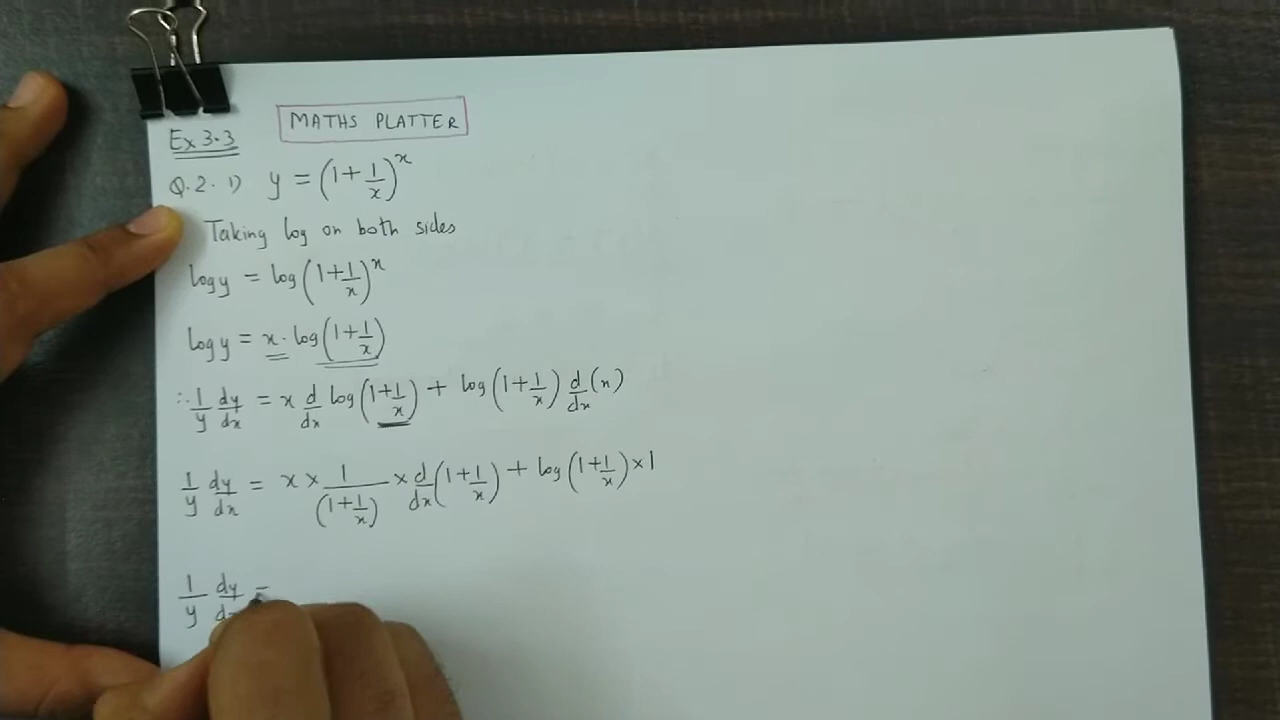 MATHS PLATTER
Ex 3.3
Q.2. 1) y = (1+1/x)^x
Taking log on both sides
log y = log(1+1/x)^x
log y = x . log(1+1/x)
∴ 1/y dy/dx = x d/dx log(1+1/x) + log(1+1/x) d/dx (x)
1/y dy/dx = x × 1/(1+1/x) × d/dx (1+1/x) + log(1+1/x) × 1
1/y dy/dx =